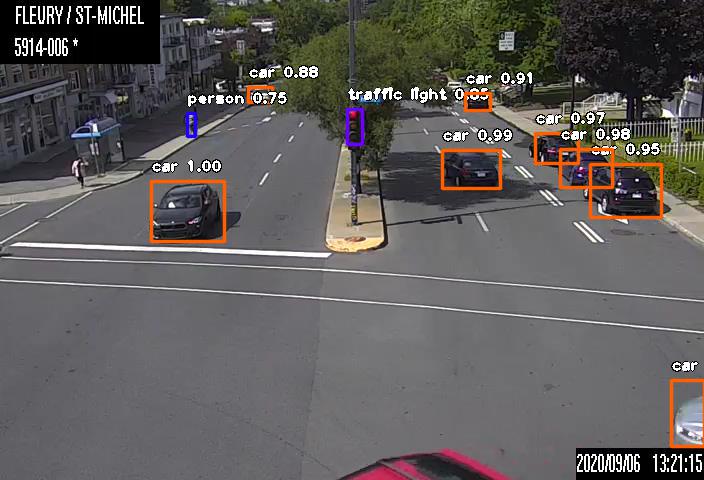 FLEURY / ST-MICHEL
5914-006 *
car 0.88
car 0.91
person 0.75
traffic light 0.85
car 0.97
car 0.99
car 0.98
car 0.95
car 1.00
car
2020/09/06 13:21:15